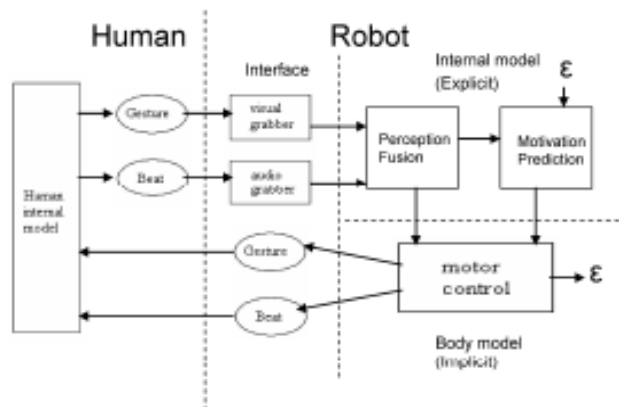 Human
Robot
Interface
Internal model
(Explicit)
ε
Gesture
visual
grabber
Perception
Fusion
Motivation
Prediction
Beat
audio
grabber
Human
internal
model
Gesture
motor
control
ε
Beat
Body model
(Implicit)